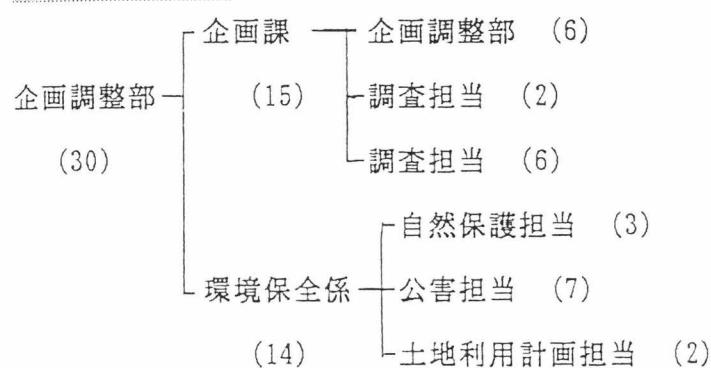 企画課 企画調整部 (6)
企画調整部 (15) 調査担当 (2)
(30) 調査担当 (6)
自然保護担当 (3)
環境保全係 公害担当 (7)
(14) 土地利用計画担当 (2)